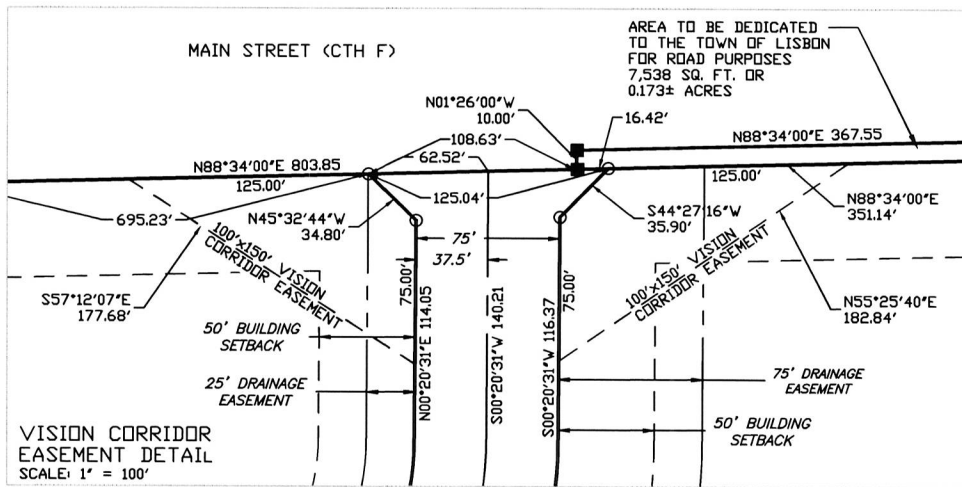 MAIN STREET (CTH F)
AREA TO BE DEDICATED
TO THE TOWN OF LISBON
FOR ROAD PURPOSES
7,538 SQ. FT. OR
0.173± ACRES
N01°26'00"W
10.00'
108.63'
62.52'
16.42'
N88°34'00"E 367.55
N88°34'00"E 803.85
125.00'
125.04'
125.00'
N88°34'00"E
351.14'
695.23'
N45°32'44"W
34.80'
S44°27'16"W
35.90'
75'
37.5'
100'x150' VISION
CORRIDOR EASEMENT
100'x150' VISION
CORRIDOR EASEMENT
S57°12'07"E
177.68'
N55°25'40"E
182.84'
75.00'
N00°20'31"E 114.05
S00°20'31"W 140.21
S00°20'31"W 116.37
75.00'
50' BUILDING
SETBACK
25' DRAINAGE
EASEMENT
75' DRAINAGE
EASEMENT
50' BUILDING
SETBACK
VISION CORRIDOR
EASEMENT DETAIL
SCALE: 1" = 100'